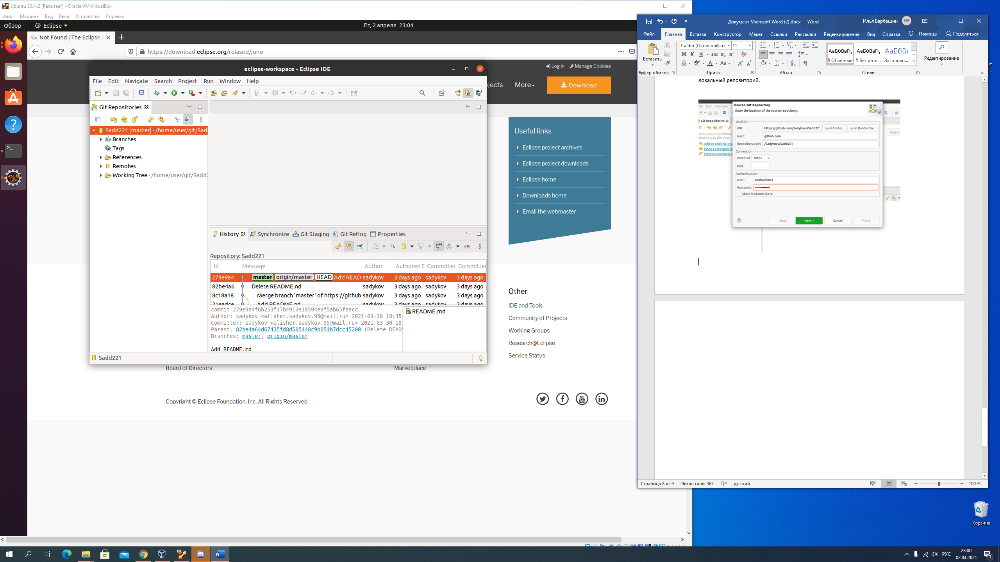 Ubuntu 20.4v2 [Работает] - Oracle VM VirtualBox
Файл Машина Вид Ввод Устройства Справка
Обзор Eclipse Пт, 2 апреля 23:04
Not Found | The Eclipse F
https://download.eclipse.org/relased/juno
Log in Manage Cookies
More Download
eclipse-workspace - Eclipse IDE
File Edit Navigate Search Project Run Window Help
Git Repositories
Sadd221 [master] - /home/user/git/Sad
Branches
Tags
References
Remotes
Working Tree - /home/user/git/Sadd2
History Synchronize Git Staging Git Reflog Properties
Repository: Sadd221
Id Message Author Authored D Committer Committed
279e9a4 master origin/master HEAD Add READ sadykov 3 days ago sadykov 3 days ago
82be4a6 Delete README.nd sadykov 3 days ago sadykov 3 days ago
8c18a18 Merge branch 'master' of https://github sadykov 3 days ago sadykov 3 days ago
21eadce Add README.nd sadykov 3 days ago sadykov 3 days ago
commit 279e9a4f6b253f17b4913e18594e9f5ab65feacd
Author: sadykov <alisher.sadykov.95@mail.ru> 2021-03-30 18:35
Committer: sadykov <alisher.sadykov.95@mail.ru> 2021-03-30 18
Parent: 82be4a64d67435fd8d505448c9b054b7dcc45200 (Delete READM
Branches: master, origin/master
Add README.md
README.md
Sadd221
Java EE
IDE
Useful links
Eclipse project archives
Eclipse project downloads
Eclipse home
Downloads home
Email the webmaster
Other
IDE and Tools
Community of Projects
Working Groups
Research@Eclipse
Service Status
Board of Directors Marketplace
Copyright © Eclipse Foundation, Inc. All Rights Reserved.
Документ Microsoft Word (2).docx - Word Илья Барбашин ИБ
Файл Главная Вставка Конструктор Макет Ссылки Рассылки Рецензирование Вид Справка Помощь Поделиться
Вставить
Calibri (Основной тек 11
Ж К Ч abc x₂ x²
АаБбВвГг, АаБбВвГг, АаБбВв
¶ Обычный ¶ Без инте... Заголово...
Редактирование
Буфер обмена Шрифт Абзац Стили
локальный репозиторий.
Source Git Repository
Enter the location of the source repository.
File Edit Navigate
Git Repositories
Add an existing loca
Clone a Git reposito
Create a new local G
Details
Location
URI: https://github.com/Sadykovv/Sadd22 Local Folder... Local Bundle File...
Host: github.com
Repository path: /Sadykovv/Sadd221
Connection
Protocol: https
Port:
Authentication
User: BarbashinID
Password:
Store in Secure Store
< Back Next > Cancel Finish
Страница 8 из 9 Число слов: 367 русский 100 %
Корзина
РУС 23:00
02.04.2021